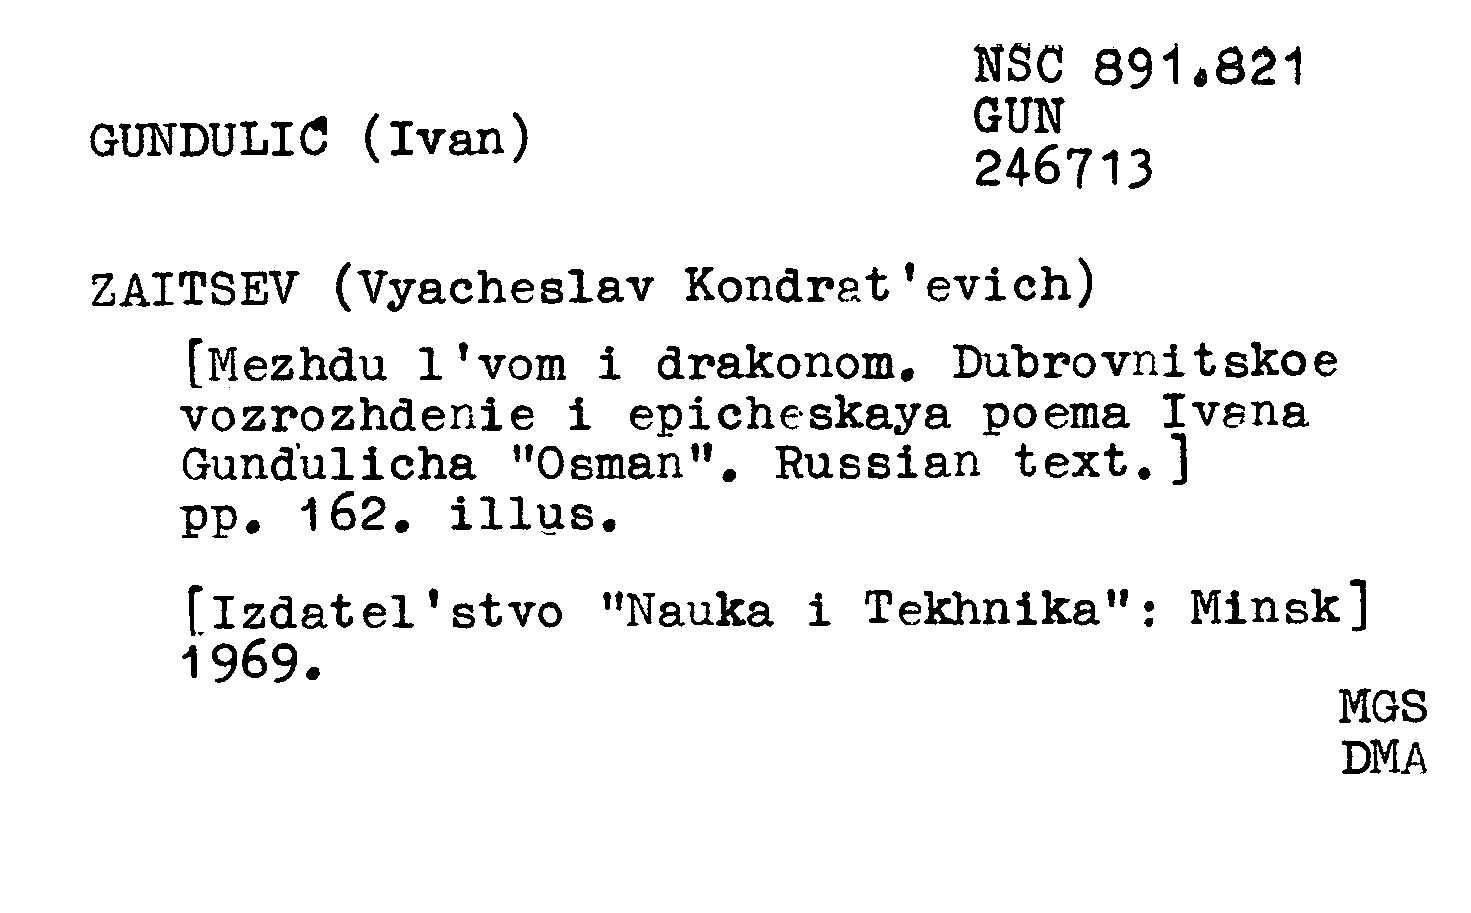 NSC 891.821
GUN
GUNDULIĆ (Ivan)
246713
ZAITSEV (Vyacheslav Kondrat'evich)
[Mezhdu l'vom i drakonom. Dubrovnitskoe
vozrozhdenie i epicheskaya poema Ivana
Gundulicha "Osman". Russian text.]
pp. 162. illus.
[Izdatel'stvo "Nauka i Tekhnika": Minsk]
1969.
MGS
DMA